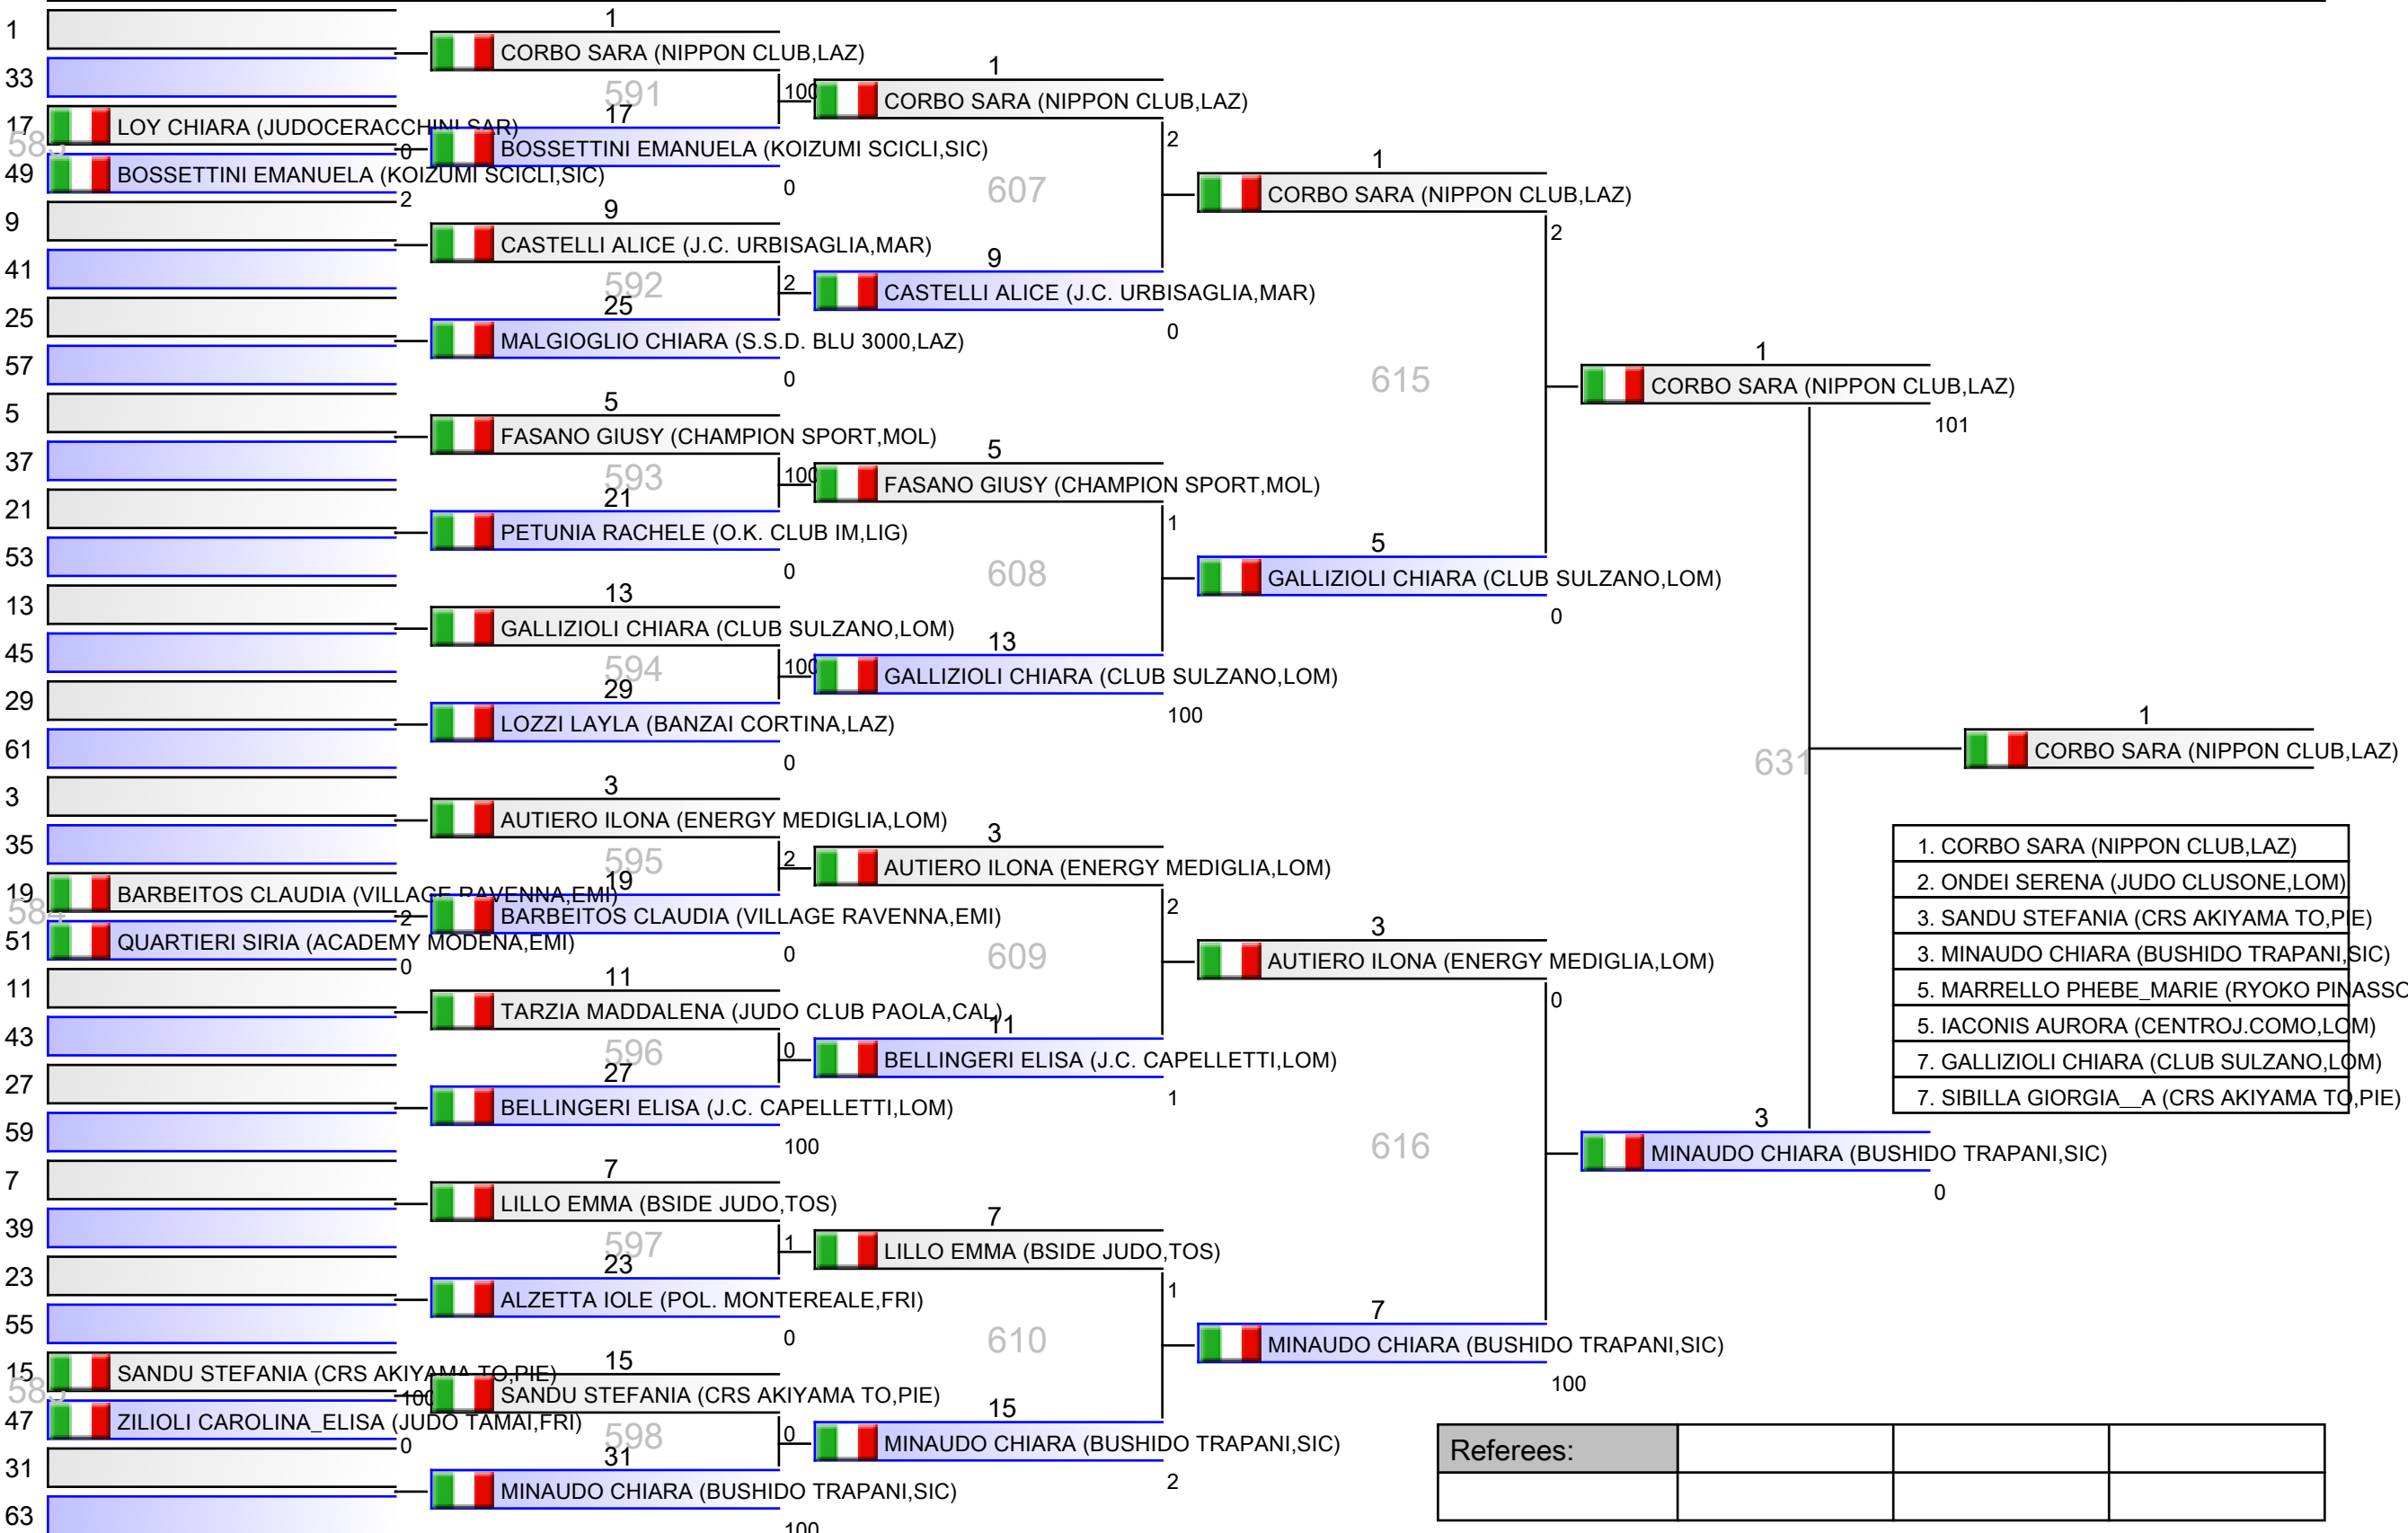 1
33
17
LOY CHIARA (JUDOCERACCHINI,SAR)
0
49
BOSSETTINI EMANUELA (KOIZUMI SCICLI,SIC)
2
9
41
25
57
5
37
21
53
13
45
29
61
3
35
19
BARBEITOS CLAUDIA (VILLAGE RAVENNA,EMI)
584
2
51
QUARTIERI SIRIA (ACADEMY MODENA,EMI)
0
11
43
27
59
7
39
23
55
15
SANDU STEFANIA (CRS AKIYAMA TO,PIE)
100
47
ZILIOLI CAROLINA_ELISA (JUDO TAMAI,FRI)
0
31
63
1
CORBO SARA (NIPPON CLUB,LAZ)
591
100
17
BOSSETTINI EMANUELA (KOIZUMI SCICLI,SIC)
0
9
CASTELLI ALICE (J.C. URBISAGLIA,MAR)
592
2
25
MALGIOGLIO CHIARA (S.S.D. BLU 3000,LAZ)
0
5
FASANO GIUSY (CHAMPION SPORT,MOL)
593
100
21
PETUNIA RACHELE (O.K. CLUB IM,LIG)
0
13
GALLIZIOLI CHIARA (CLUB SULZANO,LOM)
594
100
29
LOZZI LAYLA (BANZAI CORTINA,LAZ)
0
3
AUTIERO ILONA (ENERGY MEDIGLIA,LOM)
595
2
19
BARBEITOS CLAUDIA (VILLAGE RAVENNA,EMI)
0
11
TARZIA MADDALENA (JUDO CLUB PAOLA,CAL)
596
0
27
BELLINGERI ELISA (J.C. CAPELLETTI,LOM)
100
7
LILLO EMMA (BSIDE JUDO,TOS)
597
1
23
ALZETTA IOLE (POL. MONTEREALE,FRI)
0
15
SANDU STEFANIA (CRS AKIYAMA TO,PIE)
598
0
31
MINAUDO CHIARA (BUSHIDO TRAPANI,SIC)
100
1
CORBO SARA (NIPPON CLUB,LAZ)
2
607
9
CASTELLI ALICE (J.C. URBISAGLIA,MAR)
0
5
FASANO GIUSY (CHAMPION SPORT,MOL)
1
608
13
GALLIZIOLI CHIARA (CLUB SULZANO,LOM)
100
3
AUTIERO ILONA (ENERGY MEDIGLIA,LOM)
2
609
11
BELLINGERI ELISA (J.C. CAPELLETTI,LOM)
1
7
LILLO EMMA (BSIDE JUDO,TOS)
1
610
15
MINAUDO CHIARA (BUSHIDO TRAPANI,SIC)
2
1
CORBO SARA (NIPPON CLUB,LAZ)
2
615
5
GALLIZIOLI CHIARA (CLUB SULZANO,LOM)
0
3
AUTIERO ILONA (ENERGY MEDIGLIA,LOM)
0
616
7
MINAUDO CHIARA (BUSHIDO TRAPANI,SIC)
100
1
CORBO SARA (NIPPON CLUB,LAZ)
101
631
3
MINAUDO CHIARA (BUSHIDO TRAPANI,SIC)
0
1
CORBO SARA (NIPPON CLUB,LAZ)
1. CORBO SARA (NIPPON CLUB,LAZ)
2. ONDEI SERENA (JUDO CLUSONE,LOM)
3. SANDU STEFANIA (CRS AKIYAMA TO,PIE)
3. MINAUDO CHIARA (BUSHIDO TRAPANI,SIC)
5. MARRELLO PHEBE_MARIE (RYOKO PINASSC
5. IACONIS AURORA (CENTROJ.COMO,LOM)
7. GALLIZIOLI CHIARA (CLUB SULZANO,LOM)
7. SIBILLA GIORGIA__A (CRS AKIYAMA TO,PIE)
Referees: